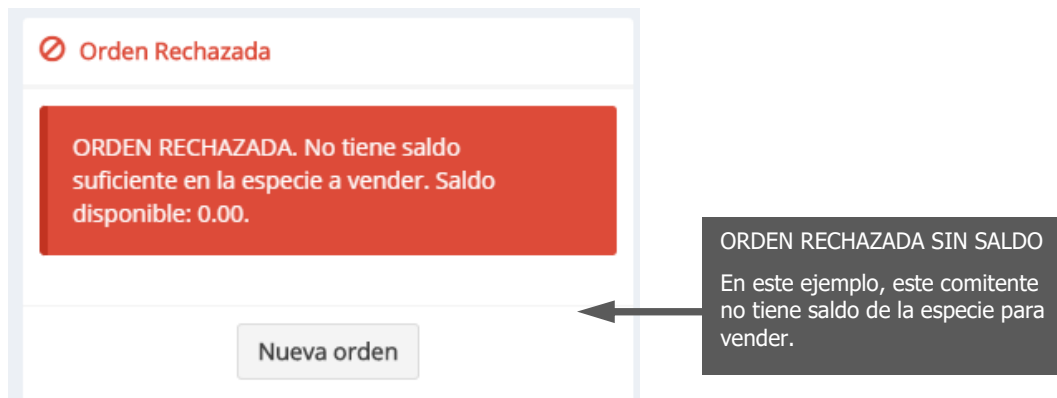 Orden Rechazada
ORDEN RECHAZADA. No tiene saldo
suficiente en la especie a vender. Saldo
disponible: 0.00.
Nueva orden
ORDEN RECHAZADA SIN SALDO
En este ejemplo, este comitente
no tiene saldo de la especie para
vender.